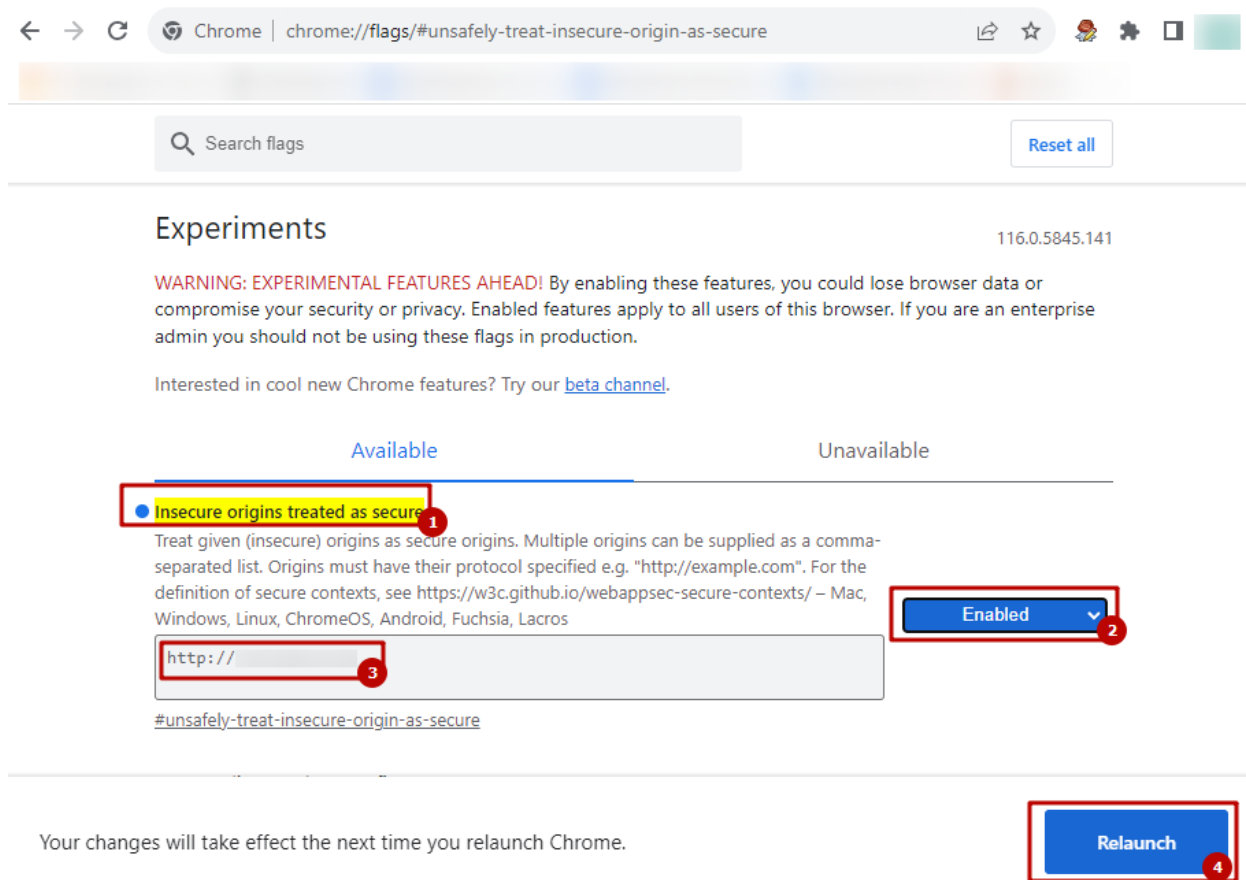 Chrome | chrome://flags/#unsafely-treat-insecure-origin-as-secure
Search flags
Reset all
Experiments
116.0.5845.141
WARNING: EXPERIMENTAL FEATURES AHEAD! By enabling these features, you could lose browser data or
compromise your security or privacy. Enabled features apply to all users of this browser. If you are an enterprise
admin you should not be using these flags in production.
Interested in cool new Chrome features? Try our beta channel.
Available
Unavailable
Insecure origins treated as secure
1
Treat given (insecure) origins as secure origins. Multiple origins can be supplied as a comma-
separated list. Origins must have their protocol specified e.g. "http://example.com". For the
definition of secure contexts, see https://w3c.github.io/webappsec-secure-contexts/ – Mac,
Windows, Linux, ChromeOS, Android, Fuchsia, Lacros
Enabled
2
http://
3
#unsafely-treat-insecure-origin-as-secure
Your changes will take effect the next time you relaunch Chrome.
Relaunch
4